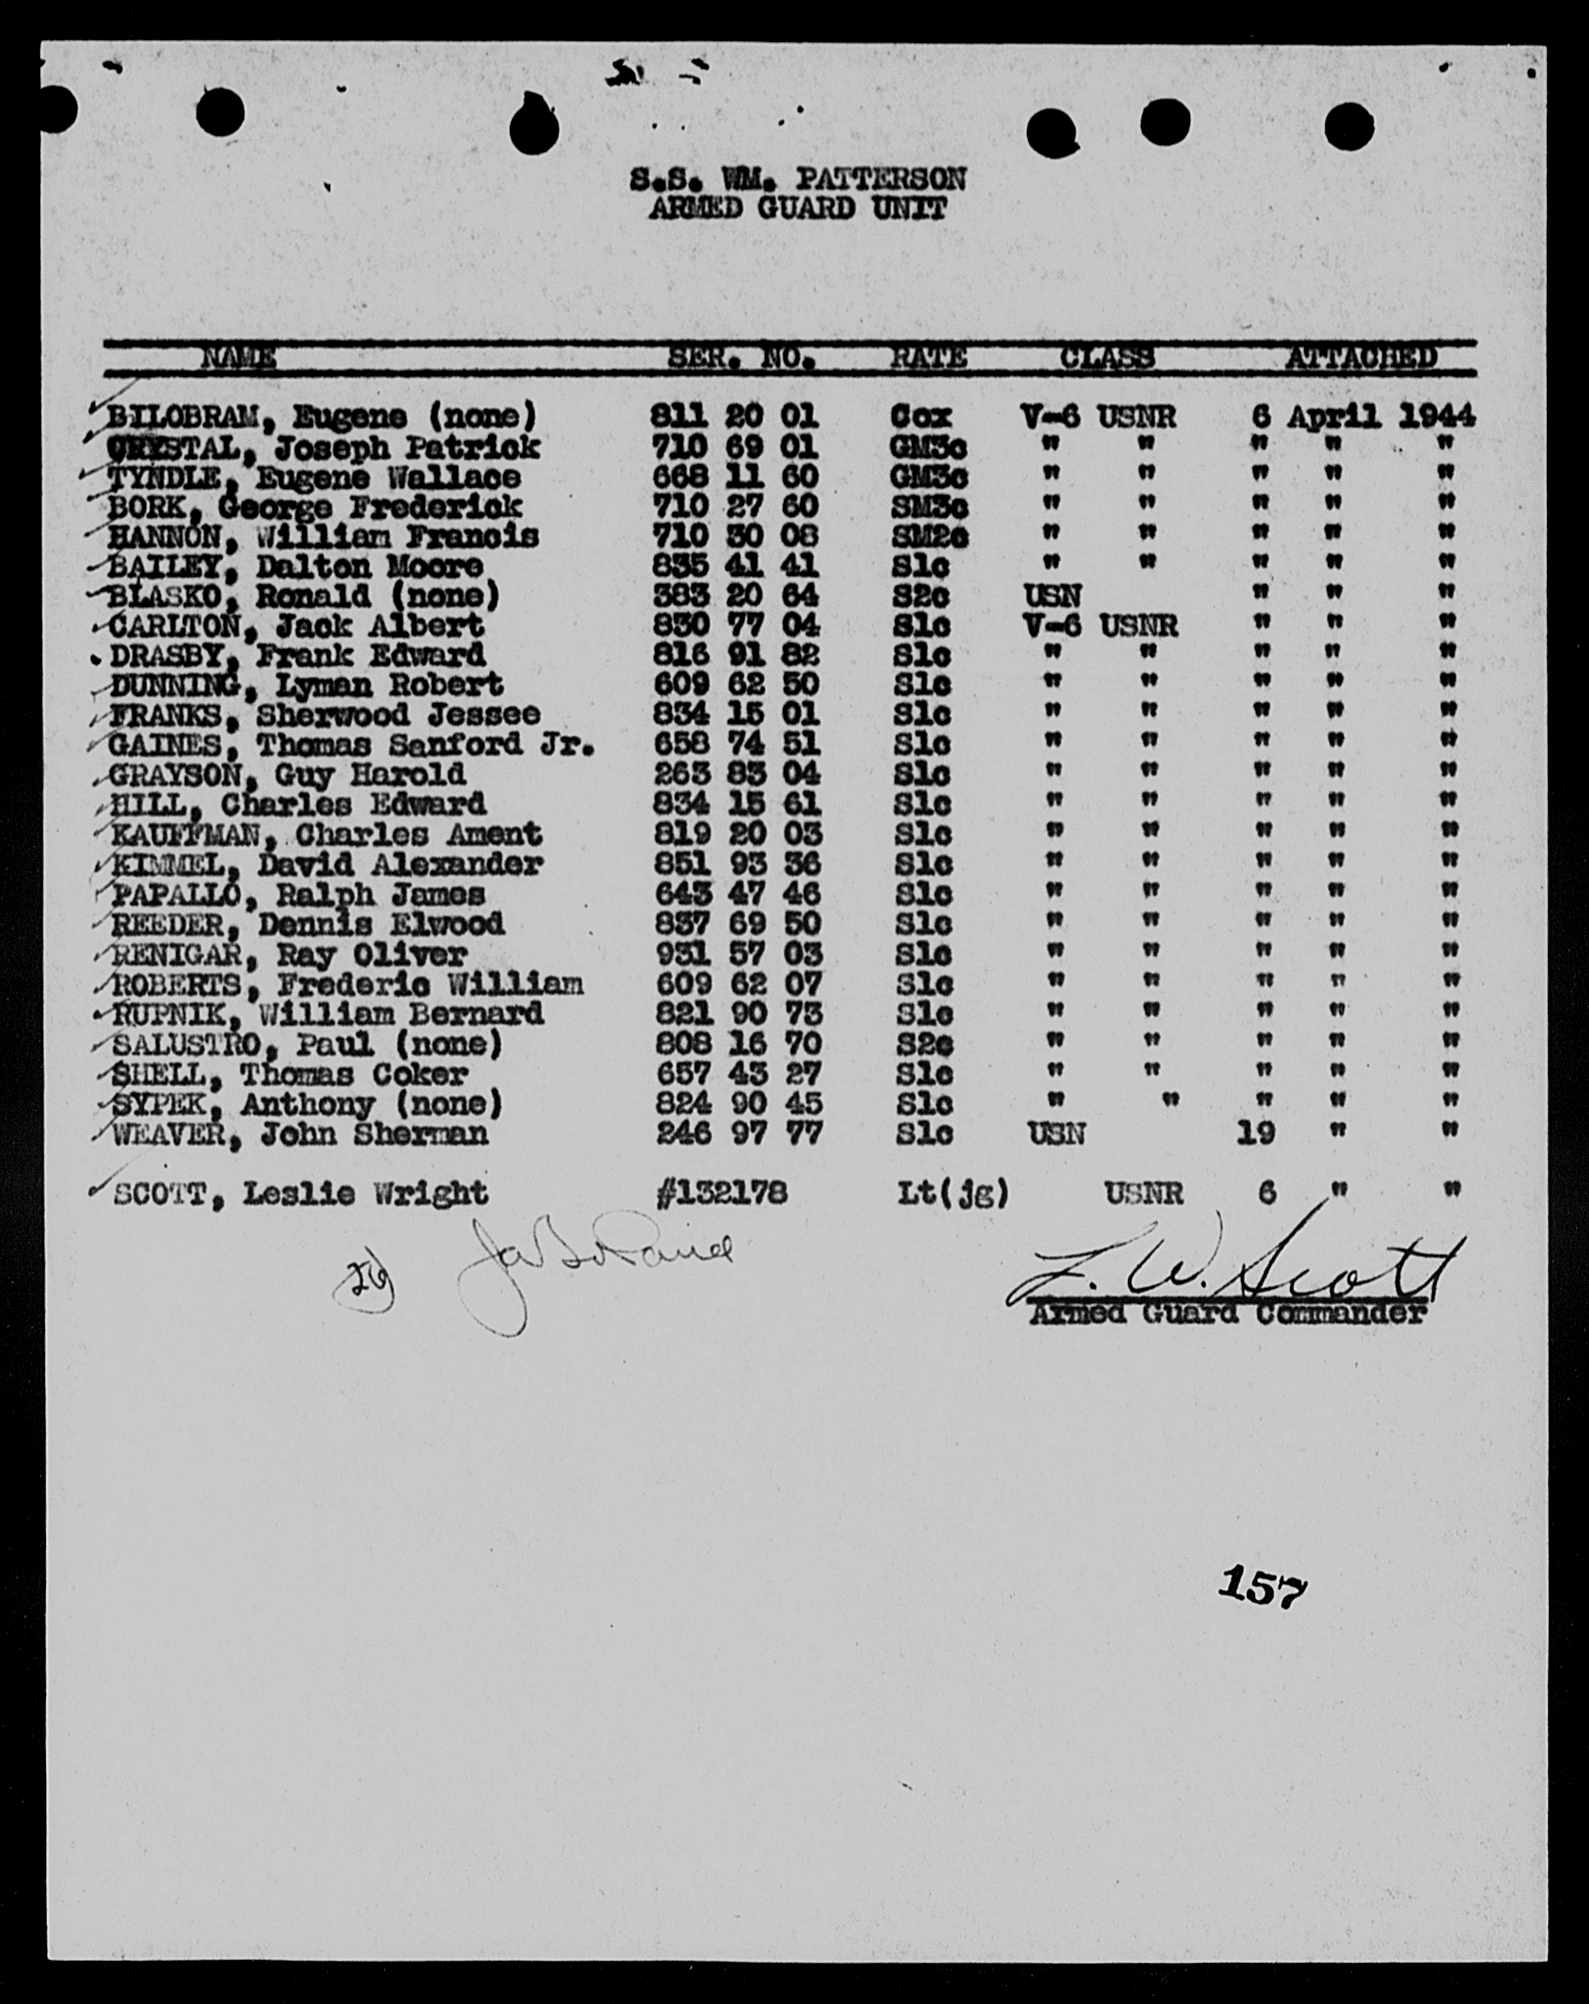 S.S. WM. PATTERSON
ARMED GUARD UNIT
NAME SER. NO. RATE CLASS ATTACHED
BILOBRAM, Eugene (none) 811 20 01 Cox V-6 USNR 6 April 1944
CRYSTAL, Joseph Patrick 710 69 01 GM3c " " " " "
TYNDLE, Eugene Wallace 668 11 60 GM3c " " " " "
BORK, George Frederick 710 27 60 SM3c " " " " "
HANNON, William Francis 710 30 08 SM2c " " " " "
BAILEY, Dalton Moore 835 41 41 S1c " " " " "
BLASKO, Ronald (none) 383 20 64 S2c USN " " "
CARLTON, Jack Albert 830 77 04 S1c V-6 USNR " " "
DRASBY, Frank Edward 816 91 82 S1c " " " " "
DUNNING, Lyman Robert 609 62 50 S1c " " " " "
FRANKS, Sherwood Jessee 834 15 01 S1c " " " " "
GAINES, Thomas Sanford Jr. 658 74 51 S1c " " " " "
GRAYSON, Guy Harold 263 83 04 S1c " " " " "
HILL, Charles Edward 834 15 61 S1c " " " " "
KAUFFMAN, Charles Ament 819 20 03 S1c " " " " "
KIMMEL, David Alexander 851 93 36 S1c " " " " "
PAPALLO, Ralph James 643 47 46 S1c " " " " "
REEDER, Dennis Elwood 837 69 50 S1c " " " " "
RENIGAR, Ray Oliver 931 57 03 S1c " " " " "
ROBERTS, Frederic William 609 62 07 S1c " " " " "
RUPNIK, William Bernard 821 90 73 S1c " " " " "
SALUSTRO, Paul (none) 808 16 70 S2c " " " " "
SHELL, Thomas Coker 657 43 27 S1c " " " " "
SYPEK, Anthony (none) 824 90 45 S1c " " " " "
WEAVER, John Sherman 246 97 77 S1c USN 19 " "
SCOTT, Leslie Wright #132178 Lt(jg) USNR 6 " "
26
L. W. Scott
Armed Guard Commander
157